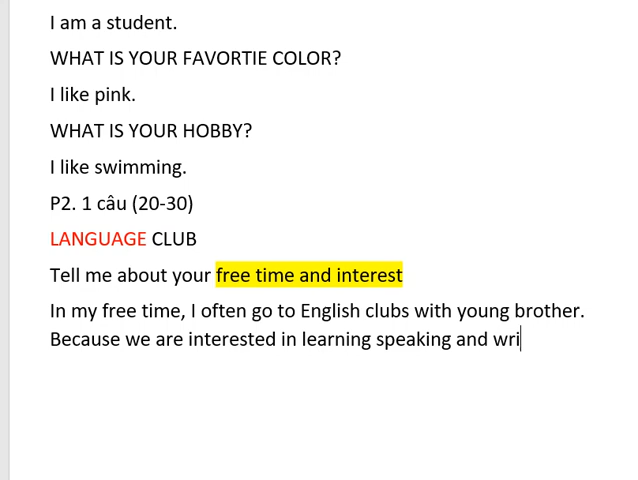 I am a student.
WHAT IS YOUR FAVORTIE COLOR?
I like pink.
WHAT IS YOUR HOBBY?
I like swimming.
P2. 1 câu (20-30)
LANGUAGE CLUB
Tell me about your free time and interest
In my free time, I often go to English clubs with young brother.
Because we are interested in learning speaking and wri